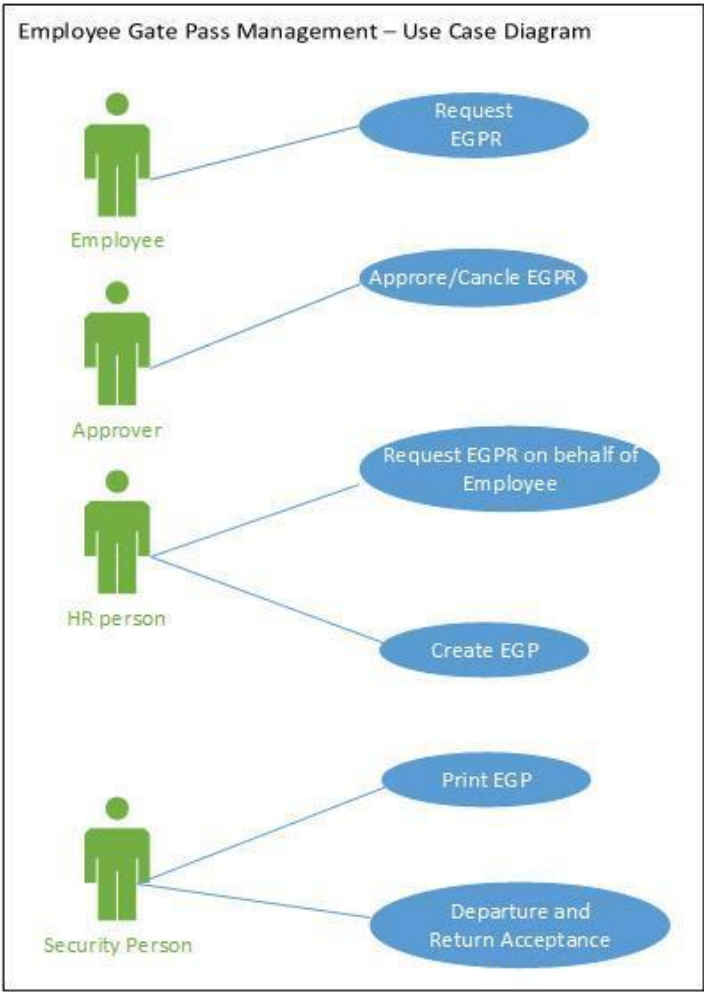 Employee Gate Pass Management – Use Case Diagram
Request
EGPR
Employee
Approre/Cancle EGPR
Approver
Request EGPR on behalf of
Employee
HR person
Create EGP
Print EGP
Departure and
Return Acceptance
Security Person